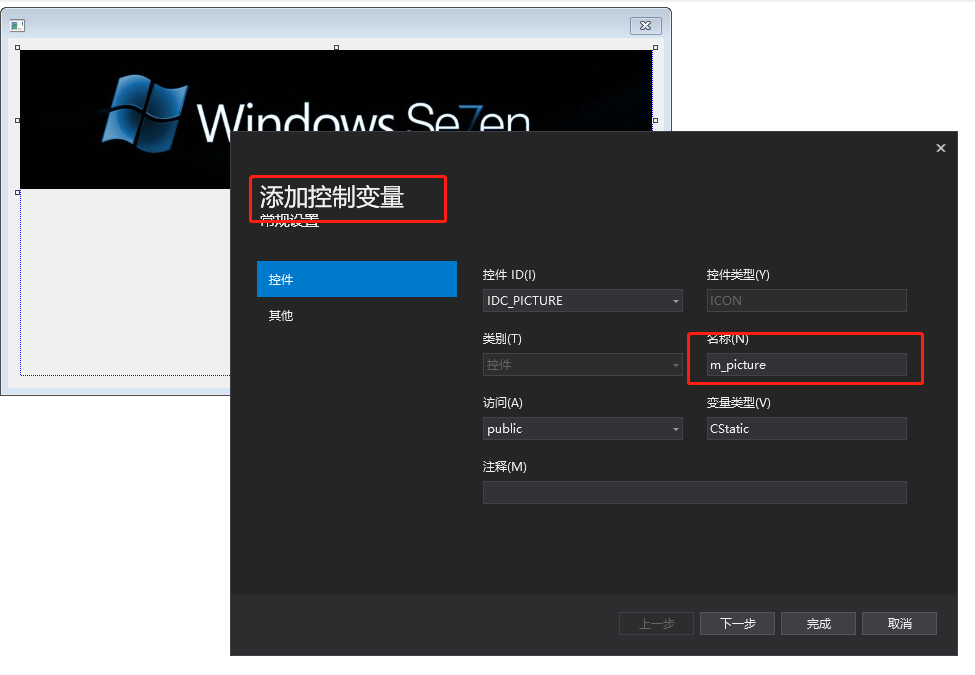 Windows Se7en
添加控制变量
常规设置
控件
其他
控件 ID(I)
控件类型(Y)
IDC_PICTURE
ICON
类别(T)
名称(N)
控件
m_picture
访问(A)
变量类型(V)
public
CStatic
注释(M)
上一步
下一步
完成
取消